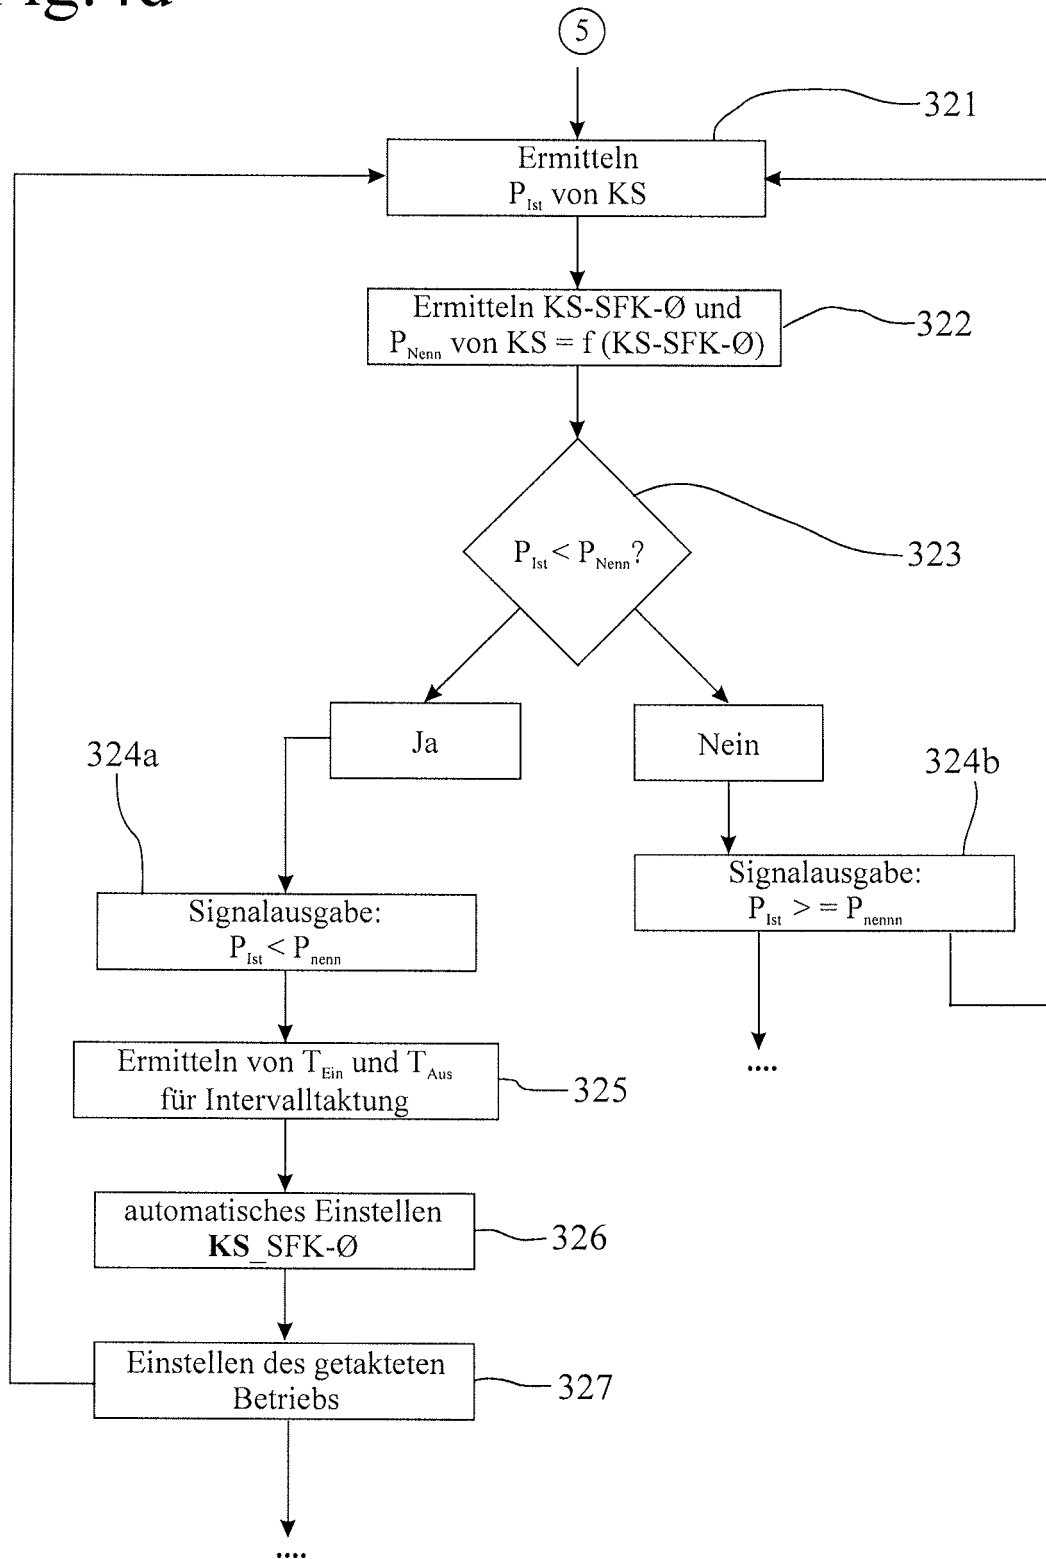 5
321
Ermitteln
P_Ist von KS
Ermitteln KS-SFK-Ø und
P_Nenn von KS = f (KS-SFK-Ø)
322
P_Ist < P_Nenn?
323
Ja
Nein
324a
324b
Signalausgabe:
P_Ist < P_nenn
Signalausgabe:
P_Ist > = P_nennn
....
Ermitteln von T_Ein und T_Aus
für Intervalltaktung
325
automatisches Einstellen
KS_SFK-Ø
326
Einstellen des getakteten
Betriebs
327
....